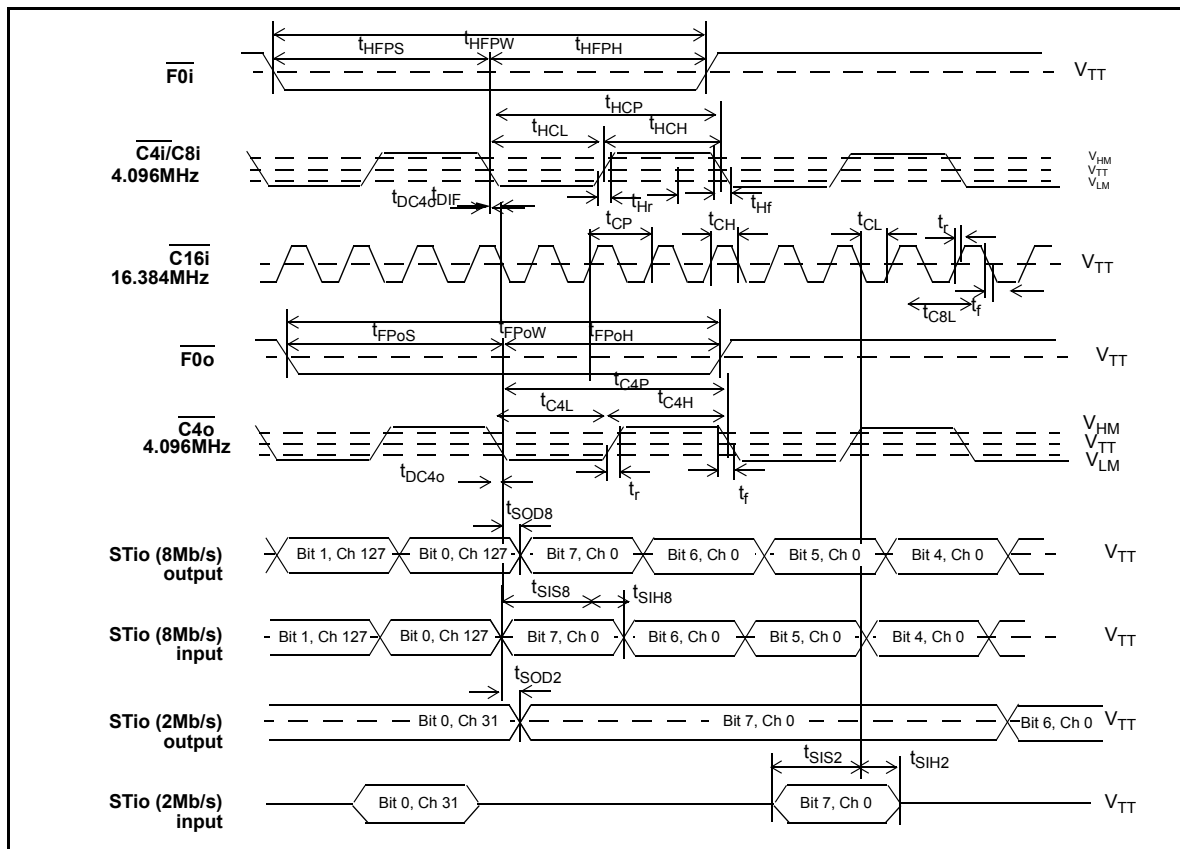 tHFPW
tHFPS
tHFPH
F0i
VTT
tHCP
tHCL
tHCH
C4i/C8i
4.096MHz
VHM
VTT
VLM
tDC4o
tDIF
tHr
tHf
tCP
tCH
tCL
tr
C16i
16.384MHz
VTT
tf
tC8L
tFPoW
tFPoS
tFPoH
F0o
VTT
tC4P
tC4L
tC4H
C4o
4.096MHz
VHM
VTT
VLM
tDC4o
tr
tf
tSOD8
STio (8Mb/s)
output
Bit 1, Ch 127
Bit 0, Ch 127
Bit 7, Ch 0
Bit 6, Ch 0
Bit 5, Ch 0
Bit 4, Ch 0
VTT
tSIS8
tSIH8
STio (8Mb/s)
input
Bit 1, Ch 127
Bit 0, Ch 127
Bit 7, Ch 0
Bit 6, Ch 0
Bit 5, Ch 0
Bit 4, Ch 0
VTT
tSOD2
STio (2Mb/s)
output
Bit 0, Ch 31
Bit 7, Ch 0
Bit 6, Ch 0
VTT
tSIS2
tSIH2
STio (2Mb/s)
input
Bit 0, Ch 31
Bit 7, Ch 0
VTT